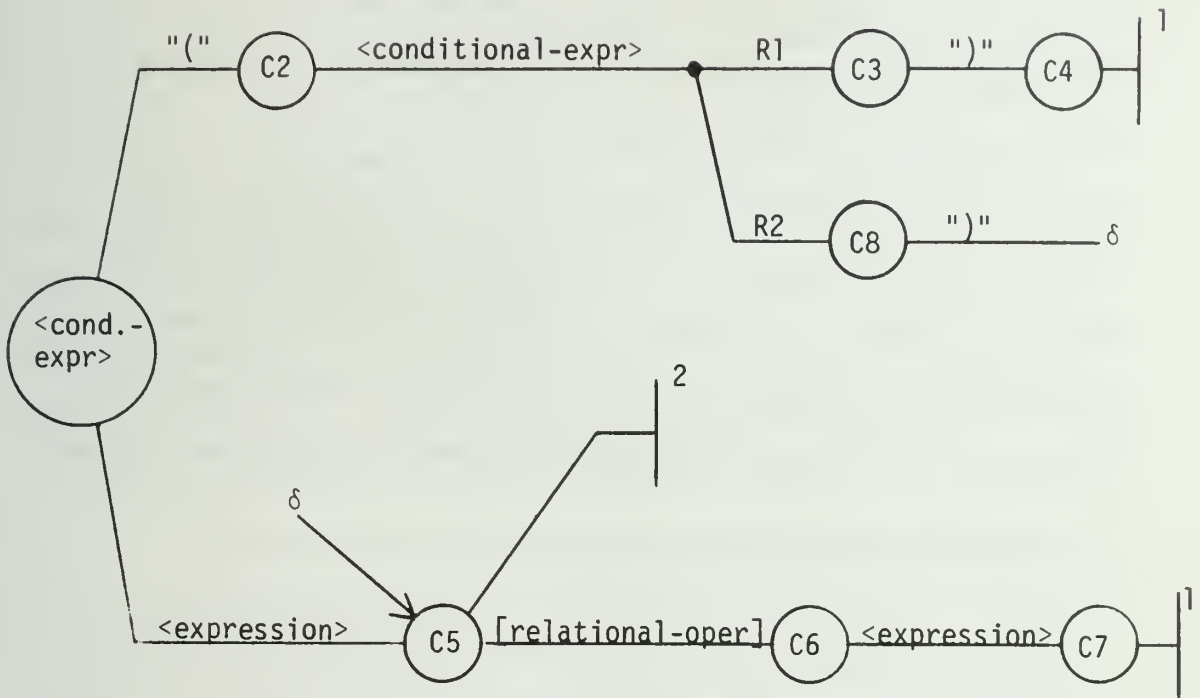 "(" C2 <conditional-expr> R1 C3 ")" C4 1
R2 C8 ")" δ
<cond.-
expr>
2
δ
<expression> C5 [relational-oper] C6 <expression> C7 1